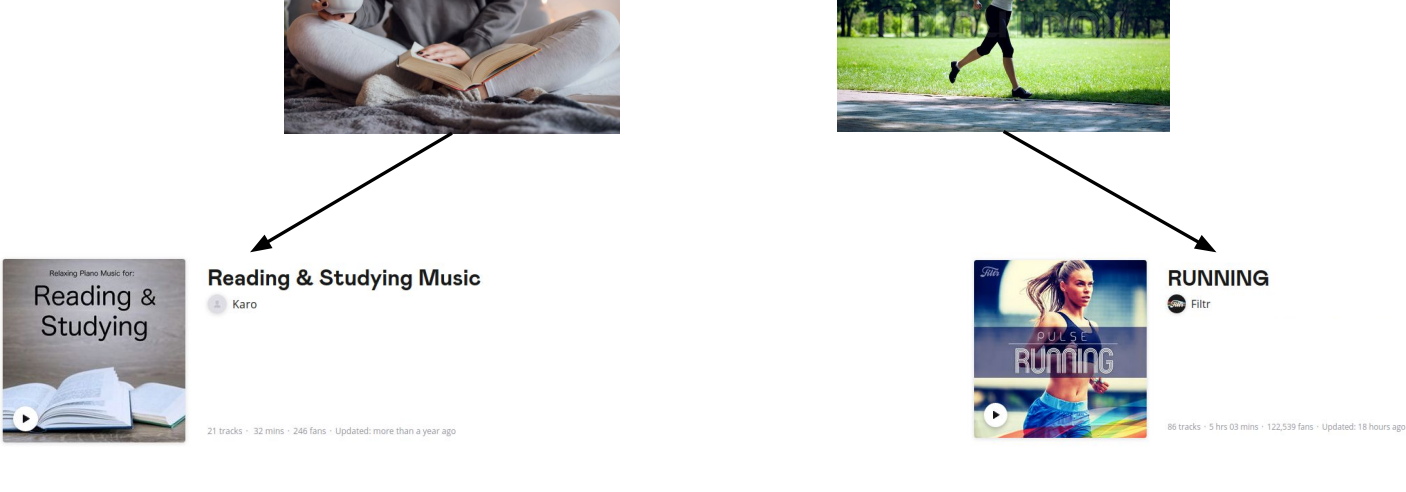 Relaxing Piano Music for:
Reading &
Studying
Reading & Studying Music
Karo
21 tracks · 32 mins · 246 fans · Updated: more than a year ago
Filtr
PULSE
RUNNING
RUNNING
Filtr
86 tracks · 5 hrs 03 mins · 122,539 fans · Updated: 18 hours ago